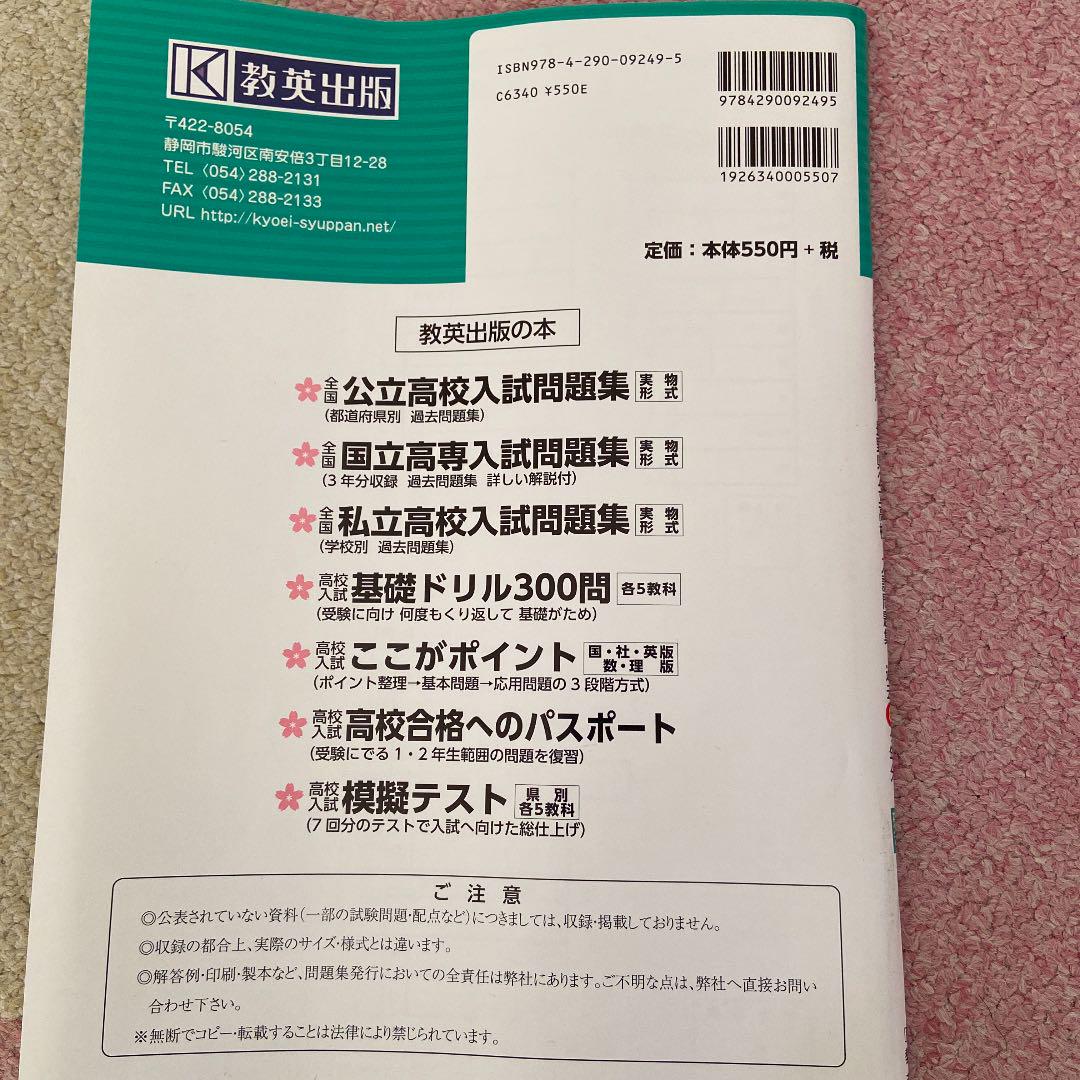 K 教英出版
〒422-8054
静岡市駿河区南安倍3丁目12-28
TEL〈054〉288-2131
FAX〈054〉288-2133
URL http://kyoei-syuppan.net/
ISBN978-4-290-09249-5
C6340 ¥550E
9784290092495
1926340005507
定価：本体550円＋税
教英出版の本
全国 公立高校入試問題集 実物形式
（都道府県別 過去問題集）
全国 国立高専入試問題集 実物形式
（3年分収録 過去問題集 詳しい解説付）
全国 私立高校入試問題集 実物形式
（学校別 過去問題集）
高校入試 基礎ドリル300問 各5教科
（受験に向け 何度もくり返して 基礎がため）
高校入試 ここがポイント 国・社・英版 数・理 版
（ポイント整理→基本問題→応用問題の3段階方式）
高校入試 高校合格へのパスポート
（受験にでる1・2年生範囲の問題を復習）
高校入試 模擬テスト 県別 各5教科
（7回分のテストで入試へ向けた総仕上げ）
ご注意
◎公表されていない資料（一部の試験問題・配点など）につきましては、収録・掲載しておりません。
◎収録の都合上、実際のサイズ・様式とは違います。
◎解答例・印刷・製本など、問題集発行においての全責任は弊社にあります。ご不明な点は、弊社へ直接お問い
合わせ下さい。
※無断でコピー・転載することは法律により禁じられています。